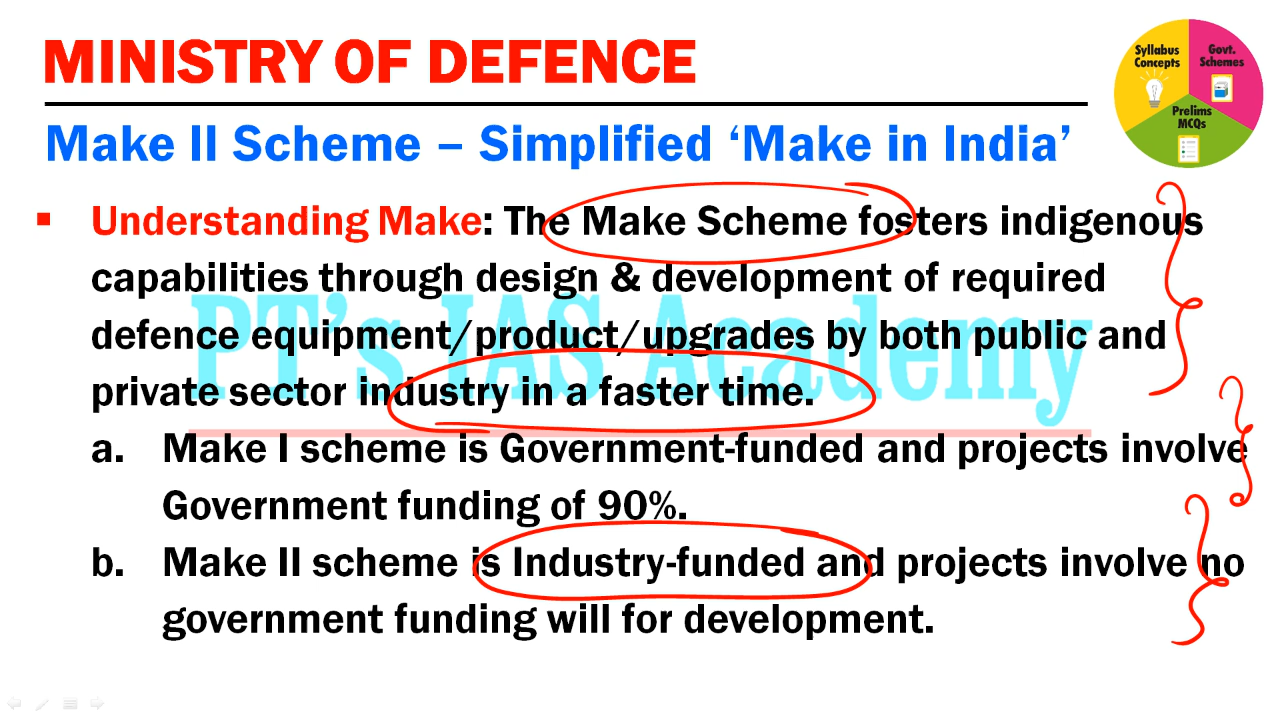 MINISTRY OF DEFENCE
Syllabus
Concepts
Govt.
Schemes
Prelims
MCQs
Make II Scheme – Simplified ‘Make in India’
Understanding Make: The Make Scheme fosters indigenous
capabilities through design & development of required
defence equipment/product/upgrades by both public and
private sector industry in a faster time.
PT's IAS Academy
a. Make I scheme is Government-funded and projects involve
Government funding of 90%.
b. Make II scheme is Industry-funded and projects involve no
government funding will for development.